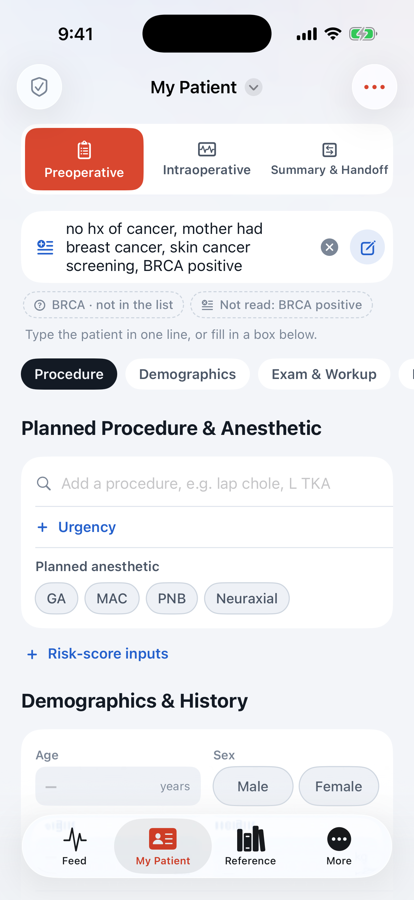 9:41
My Patient
Preoperative
Intraoperative
Summary & Handoff
no hx of cancer, mother had
breast cancer, skin cancer
screening, BRCA positive
BRCA · not in the list
Not read: BRCA positive
Type the patient in one line, or fill in a box below.
Procedure
Demographics
Exam & Workup
Planned Procedure & Anesthetic
Add a procedure, e.g. lap chole, L TKA
+ Urgency
Planned anesthetic
GA
MAC
PNB
Neuraxial
+ Risk-score inputs
Demographics & History
Age
Sex
— years
Male
Female
Feed
My Patient
Reference
More